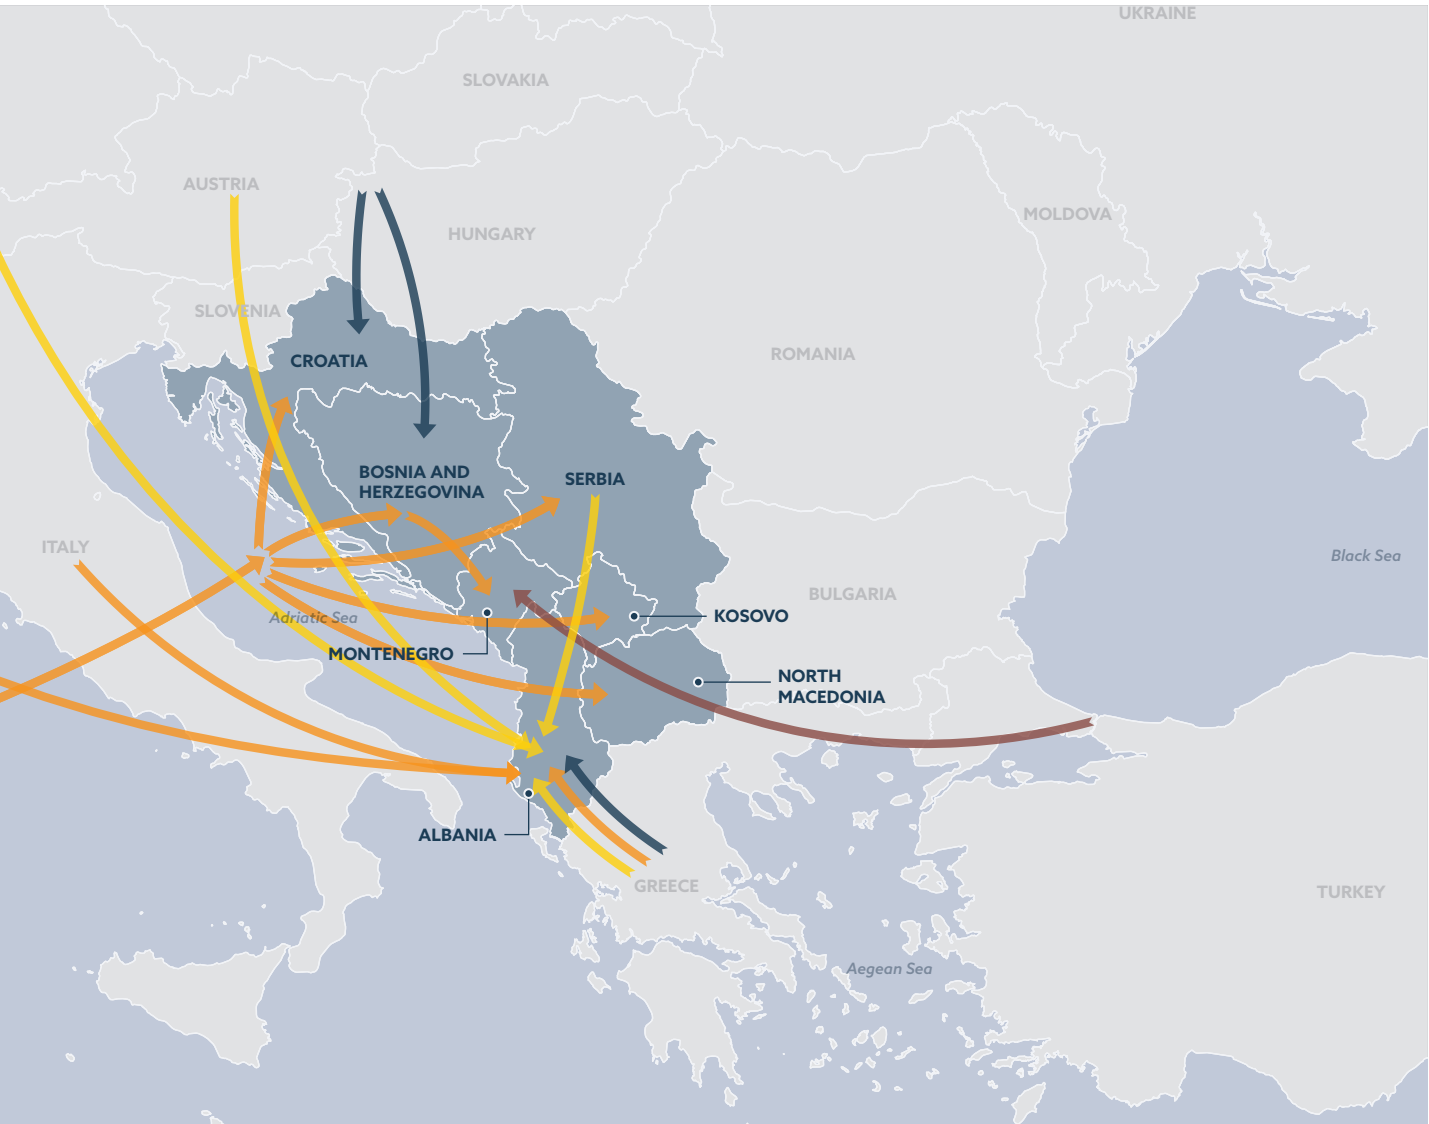 UKRAINE
SLOVAKIA
AUSTRIA
MOLDOVA
HUNGARY
SLOVENIA
ROMANIA
CROATIA
BOSNIA AND
HERZEGOVINA
SERBIA
ITALY
Black Sea
BULGARIA
Adriatic Sea
KOSOVO
MONTENEGRO
NORTH
MACEDONIA
ALBANIA
GREECE
TURKEY
Aegean Sea